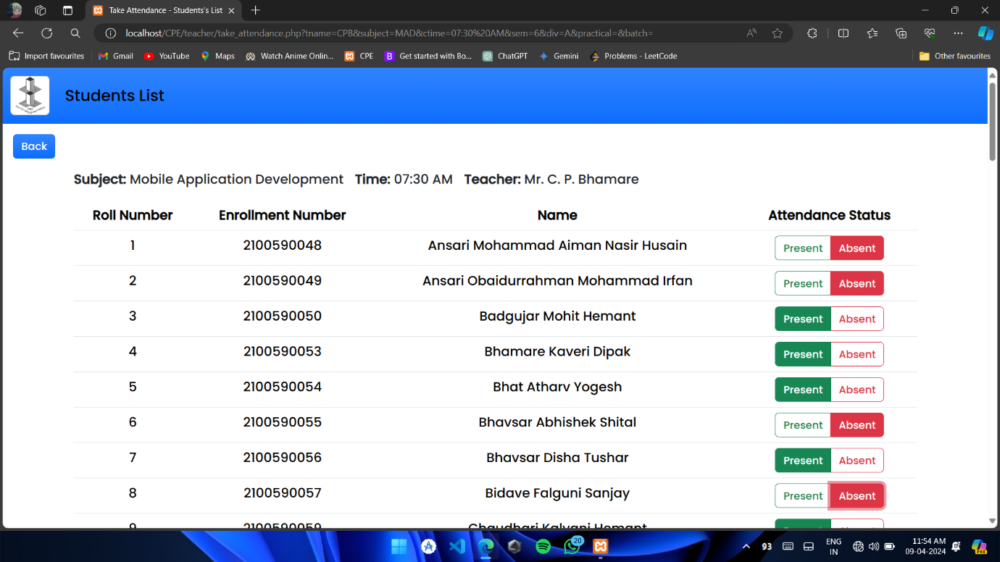 Take Attendance - Students's List
localhost/CPE/teacher/take_attendance.php?tname=CPB&subject=MAD&ctime=07:30%20AM&sem=6&div=A&practical=&batch=
Import favourites Gmail YouTube Maps Watch Anime Onlin... CPE Get started with Bo... ChatGPT Gemini Problems - LeetCode Other favourites
Students List
Back
Subject: Mobile Application Development Time: 07:30 AM Teacher: Mr. C. P. Bhamare
Roll Number Enrollment Number Name Attendance Status
1 2100590048 Ansari Mohammad Aiman Nasir Husain Present Absent
2 2100590049 Ansari Obaidurrahman Mohammad Irfan Present Absent
3 2100590050 Badgujar Mohit Hemant Present Absent
4 2100590053 Bhamare Kaveri Dipak Present Absent
5 2100590054 Bhat Atharv Yogesh Present Absent
6 2100590055 Bhavsar Abhishek Shital Present Absent
7 2100590056 Bhavsar Disha Tushar Present Absent
8 2100590057 Bidave Falguni Sanjay Present Absent
9 2100590059 Chaudhari Kalyani Hemant
20
93 ENG 11:54 AM
IN 09-04-2024 PRE